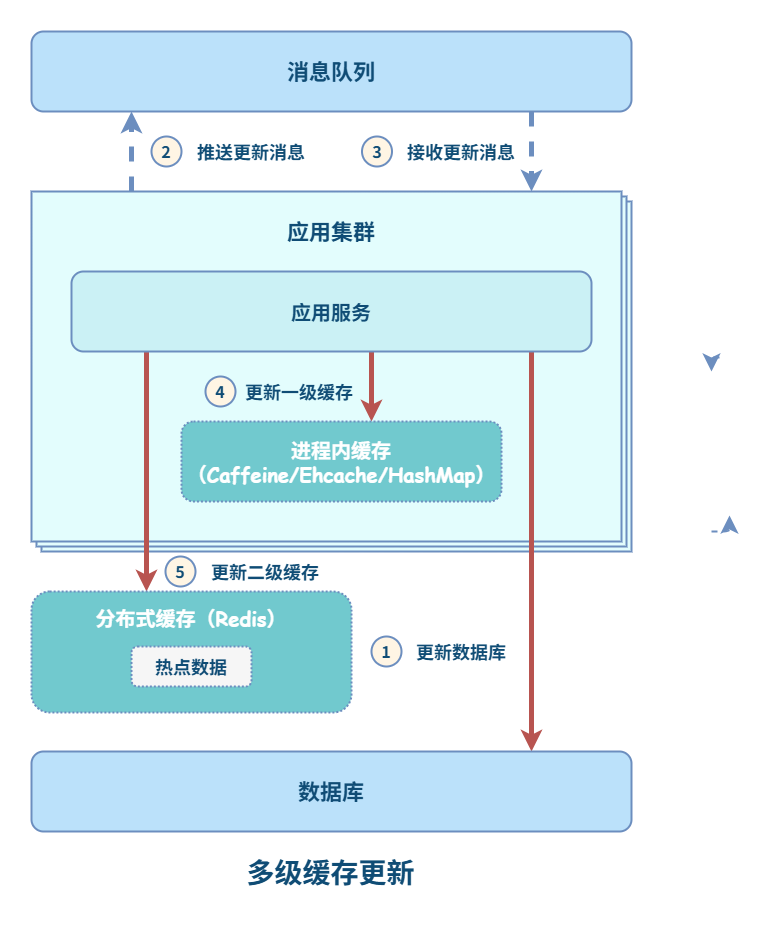 消息队列
2 推送更新消息
3 接收更新消息
应用集群
应用服务
4 更新一级缓存
进程内缓存
（Caffeine/Ehcache/HashMap）
5 更新二级缓存
分布式缓存（Redis）
热点数据
1 更新数据库
数据库
多级缓存更新